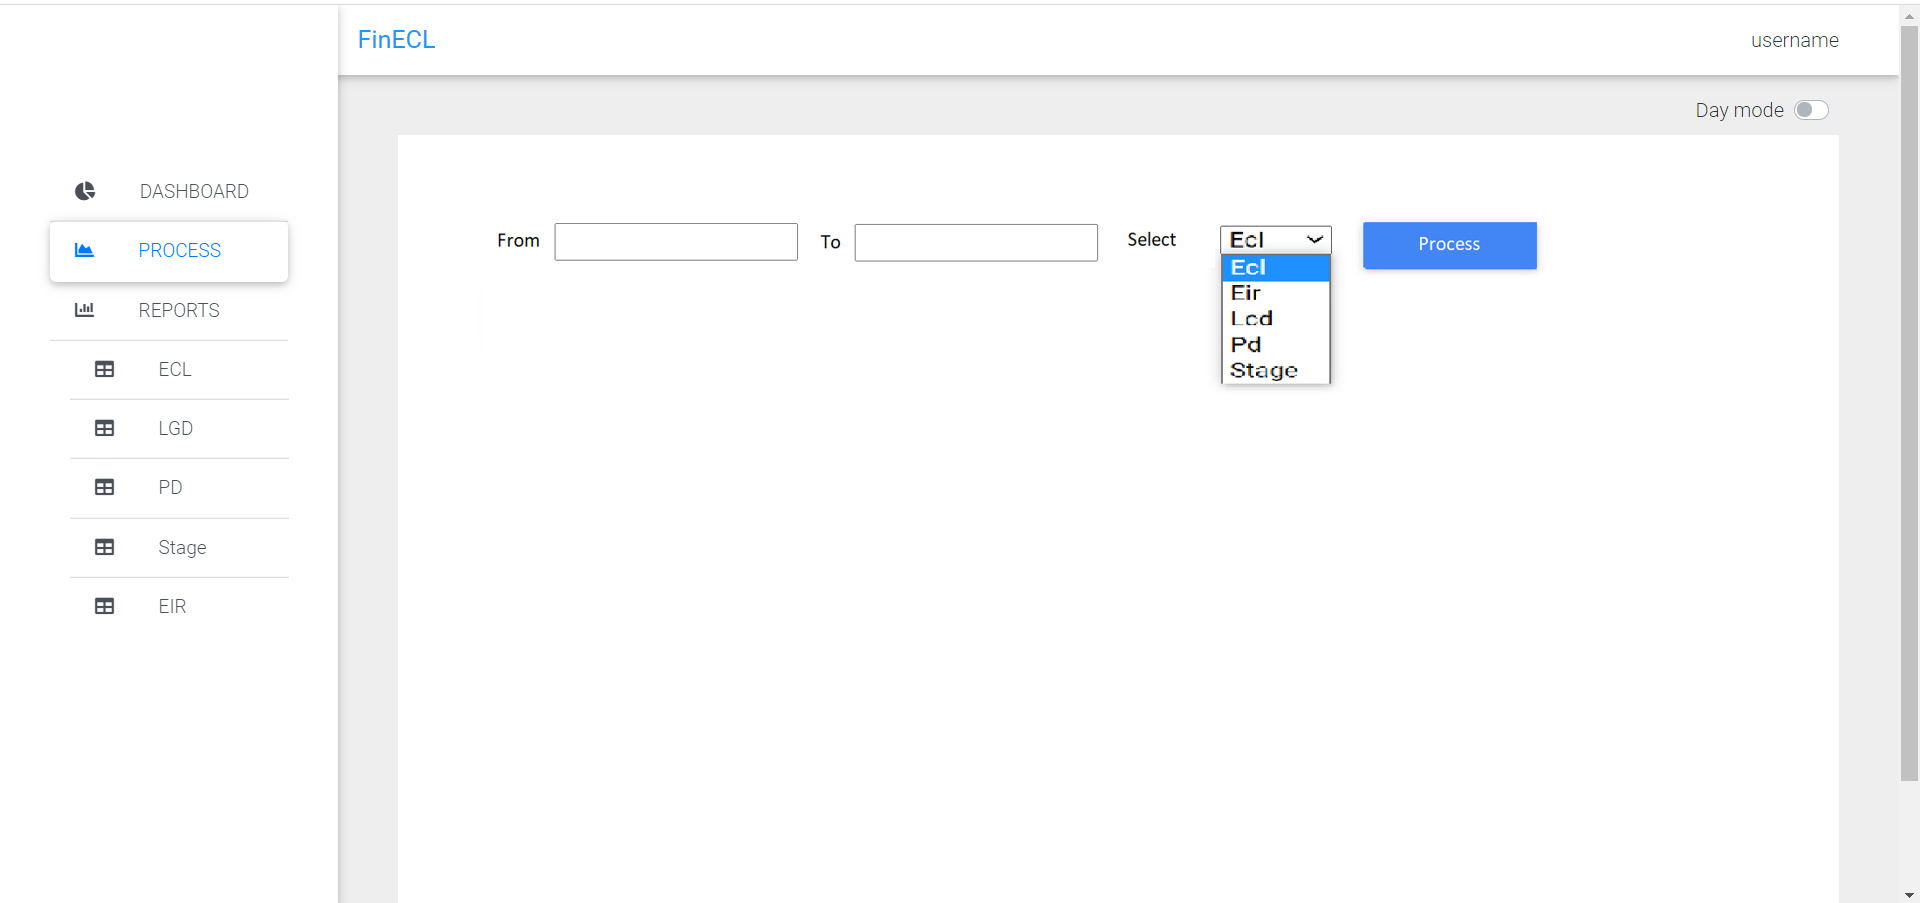 FinECL
username
Day mode
DASHBOARD
PROCESS
REPORTS
ECL
LGD
PD
Stage
EIR
From
To
Select
Ecl
Process
Ecl
Eir
Lcd
Pd
Stage